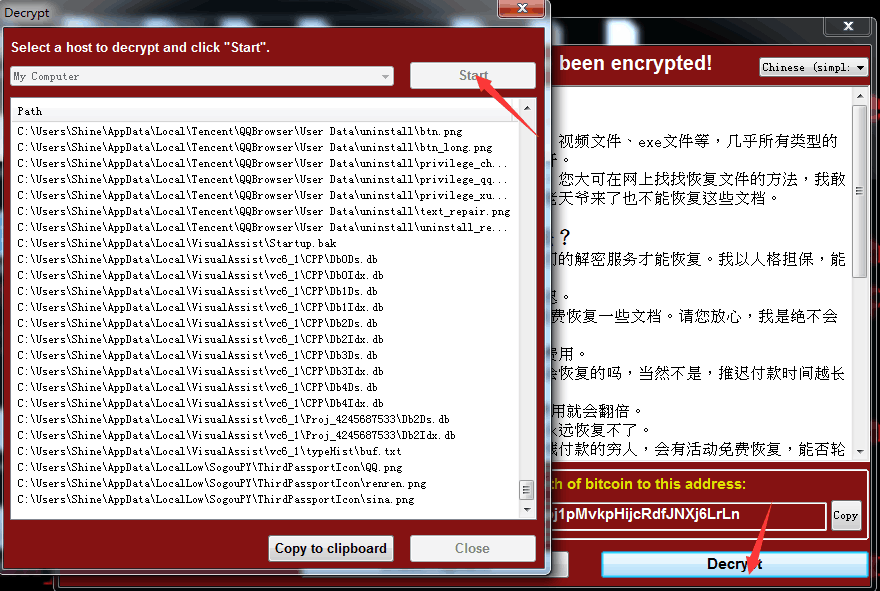 Decrypt
Select a host to decrypt and click "Start".
My Computer
Start
Path
C:\Users\Shine\AppData\Local\Tencent\QQBrowser\User Data\uninstall\btn.png
C:\Users\Shine\AppData\Local\Tencent\QQBrowser\User Data\uninstall\btn_long.png
C:\Users\Shine\AppData\Local\Tencent\QQBrowser\User Data\uninstall\privilege_ch...
C:\Users\Shine\AppData\Local\Tencent\QQBrowser\User Data\uninstall\privilege_qq...
C:\Users\Shine\AppData\Local\Tencent\QQBrowser\User Data\uninstall\privilege_xu...
C:\Users\Shine\AppData\Local\Tencent\QQBrowser\User Data\uninstall\text_repair.png
C:\Users\Shine\AppData\Local\Tencent\QQBrowser\User Data\uninstall\uninstall_re...
C:\Users\Shine\AppData\Local\VisualAssist\Startup.bak
C:\Users\Shine\AppData\Local\VisualAssist\vc6_1\CPP\Db0Ds.db
C:\Users\Shine\AppData\Local\VisualAssist\vc6_1\CPP\Db0Idx.db
C:\Users\Shine\AppData\Local\VisualAssist\vc6_1\CPP\Db1Ds.db
C:\Users\Shine\AppData\Local\VisualAssist\vc6_1\CPP\Db1Idx.db
C:\Users\Shine\AppData\Local\VisualAssist\vc6_1\CPP\Db2Ds.db
C:\Users\Shine\AppData\Local\VisualAssist\vc6_1\CPP\Db2Idx.db
C:\Users\Shine\AppData\Local\VisualAssist\vc6_1\CPP\Db3Ds.db
C:\Users\Shine\AppData\Local\VisualAssist\vc6_1\CPP\Db3Idx.db
C:\Users\Shine\AppData\Local\VisualAssist\vc6_1\CPP\Db4Ds.db
C:\Users\Shine\AppData\Local\VisualAssist\vc6_1\CPP\Db4Idx.db
C:\Users\Shine\AppData\Local\VisualAssist\vc6_1\Proj_4245687533\Db2Ds.db
C:\Users\Shine\AppData\Local\VisualAssist\vc6_1\Proj_4245687533\Db2Idx.db
C:\Users\Shine\AppData\Local\VisualAssist\vc6_1\typeHist\buf.txt
C:\Users\Shine\AppData\LocalLow\SogouPY\ThirdPassportIcon\QQ.png
C:\Users\Shine\AppData\LocalLow\SogouPY\ThirdPassportIcon\renren.png
C:\Users\Shine\AppData\LocalLow\SogouPY\ThirdPassportIcon\sina.png
Copy to clipboard
Close
been encrypted!
Chinese (simpl:
视频文件、exe文件等，几乎所有类型的
。
您大可在网上找找恢复文件的方法，我敢
老天爷来了也不能恢复这些文档。
？
的解密服务才能恢复。我以人格担保，能
。
费恢复一些文档。请您放心，我是绝不会
费用。
会恢复的吗，当然不是，推迟付款时间越长
用就会翻倍。
永远恢复不了。
钱付款的穷人，会有活动免费恢复，能否轮
th of bitcoin to this address:
j1pMvkpHijcRdfJNXj6LrLn
Copy
Decrypt